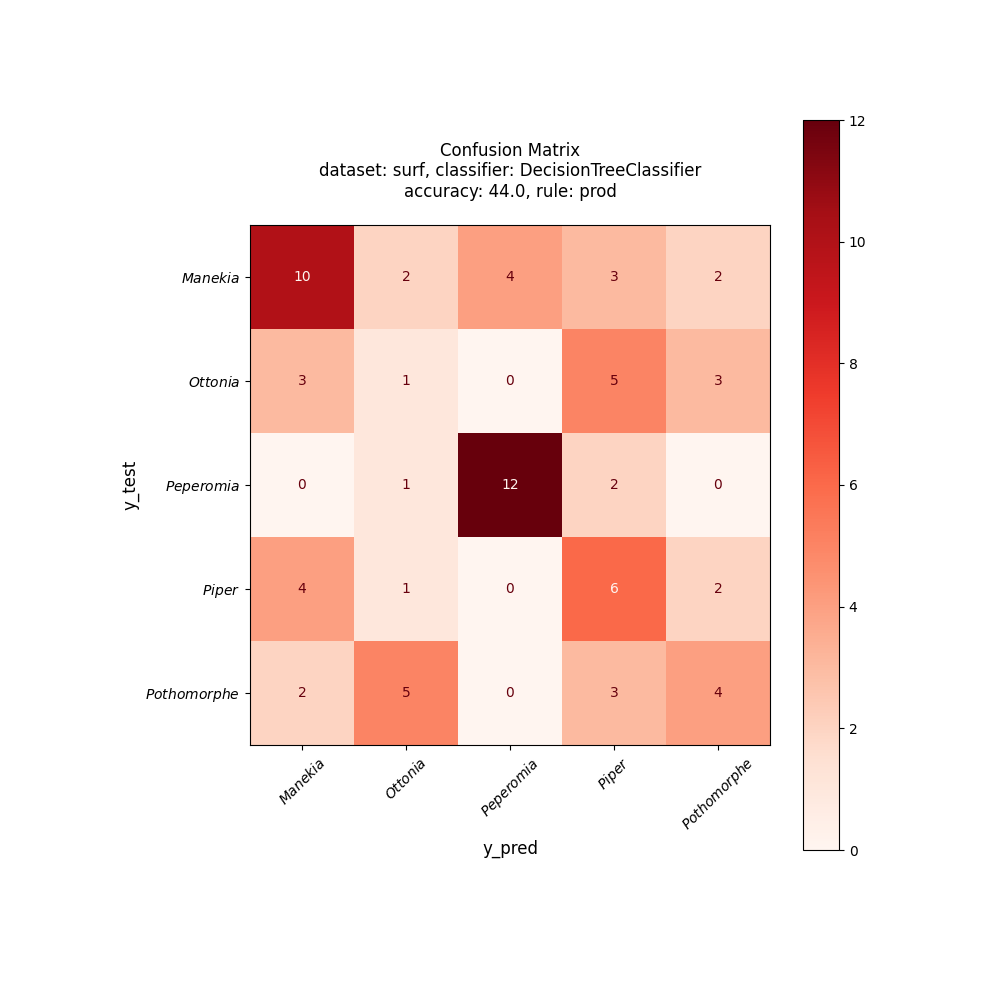 Confusion Matrix
dataset: surf, classifier: DecisionTreeClassifier
accuracy: 44.0, rule: prod
12
10
8
6
4
2
0
y_test
Manekia 10 2 4 3 2
Ottonia 3 1 0 5 3
Peperomia 0 1 12 2 0
Piper 4 1 0 6 2
Pothomorphe 2 5 0 3 4
Manekia Ottonia Peperomia Piper Pothomorphe
y_pred